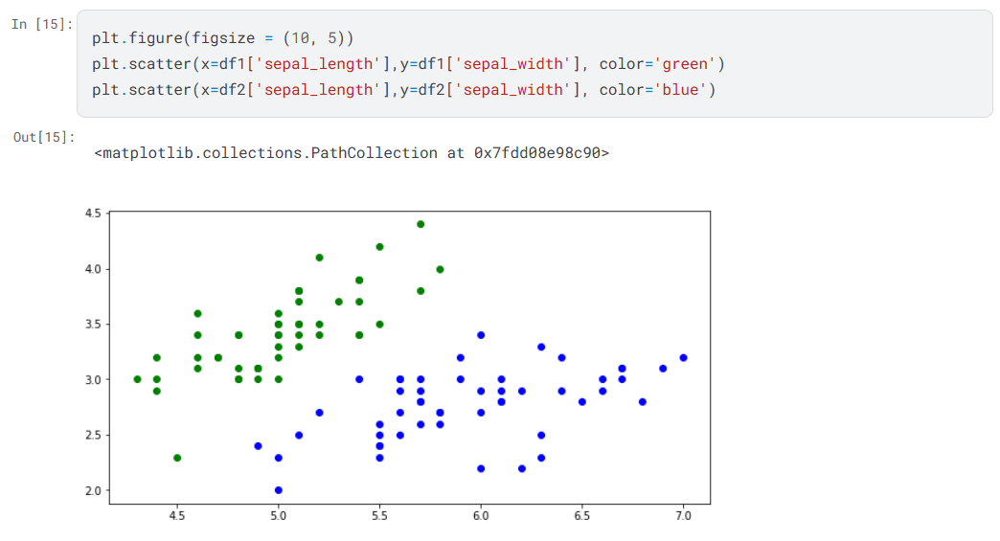 In [15]:
plt.figure(figsize = (10, 5))
plt.scatter(x=df1['sepal_length'],y=df1['sepal_width'], color='green')
plt.scatter(x=df2['sepal_length'],y=df2['sepal_width'], color='blue')
Out[15]:
<matplotlib.collections.PathCollection at 0x7fdd08e98c90>
4.5
4.0
3.5
3.0
2.5
2.0
4.5 5.0 5.5 6.0 6.5 7.0